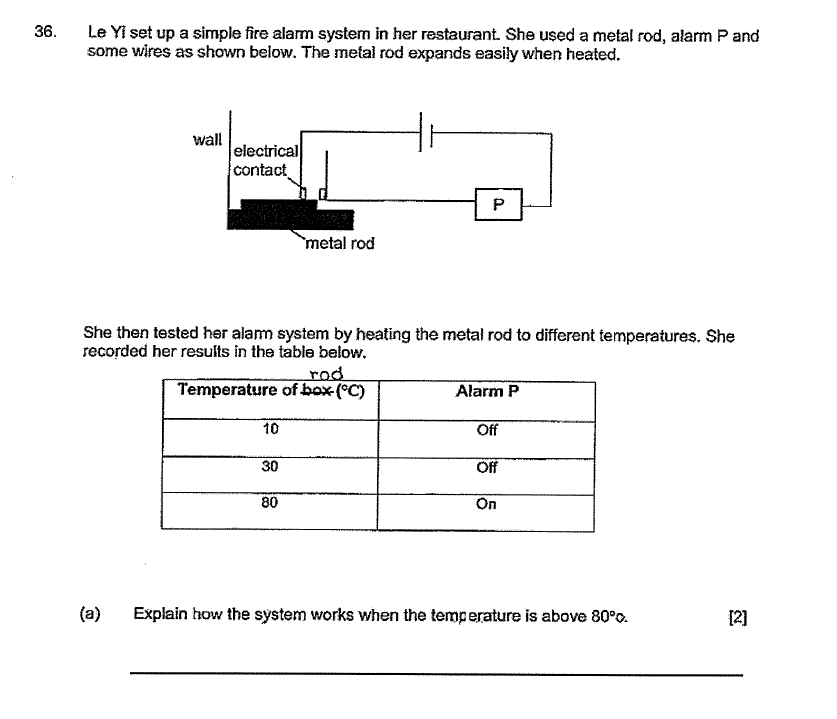 36. Le Yi set up a simple fire alarm system in her restaurant. She used a metal rod, alarm P and
some wires as shown below. The metal rod expands easily when heated.
wall
electrical
contact
P
metal rod
She then tested her alarm system by heating the metal rod to different temperatures. She
recorded her results in the table below.
rod
Temperature of box (°C) Alarm P
10 Off
30 Off
80 On
(a) Explain how the system works when the temperature is above 80°c. [2]